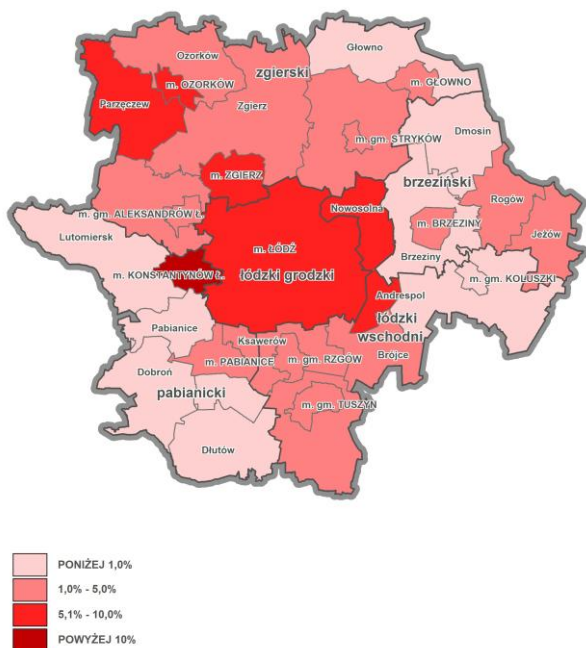 Ozorków
Głowno
zgierski
m. OZORKÓW
m. GŁOWNO
Parzęczew
Zgierz
Dmosin
m. gm. STRYKÓW
m. ZGIERZ
brzeziński
Rogów
Nowosolna
m. gm. ALEKSANDRÓW Ł.
m. BRZEZINY
Lutomiersk
Jeżów
m. ŁÓDŹ
Brzeziny
m. KONSTANTYNÓW Ł.
łódzki grodzki
m. gm. KOLUSZKI
Andrespol
łódzki
Pabianice
wschodni
Ksawerów
m. PABIANICE
m. gm. RZGÓW
Brójce
Dobroń
pabianicki
m. gm. TUSZYN
Dłutów
PONIŻEJ 1,0%
1,0% - 5,0%
5,1% - 10,0%
POWYŻEJ 10%